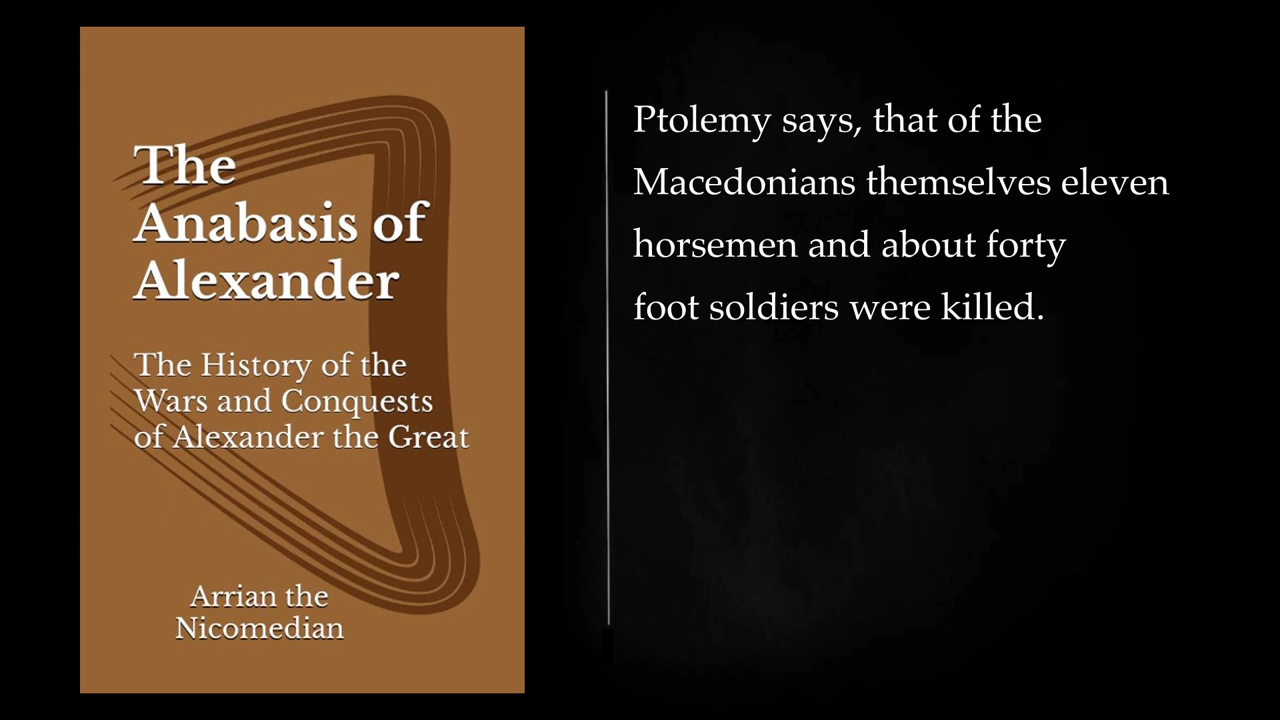 The
Anabasis of
Alexander
The History of the
Wars and Conquests
of Alexander the Great
Arrian the
Nicomedian
Ptolemy says, that of the
Macedonians themselves eleven
horsemen and about forty
foot soldiers were killed.